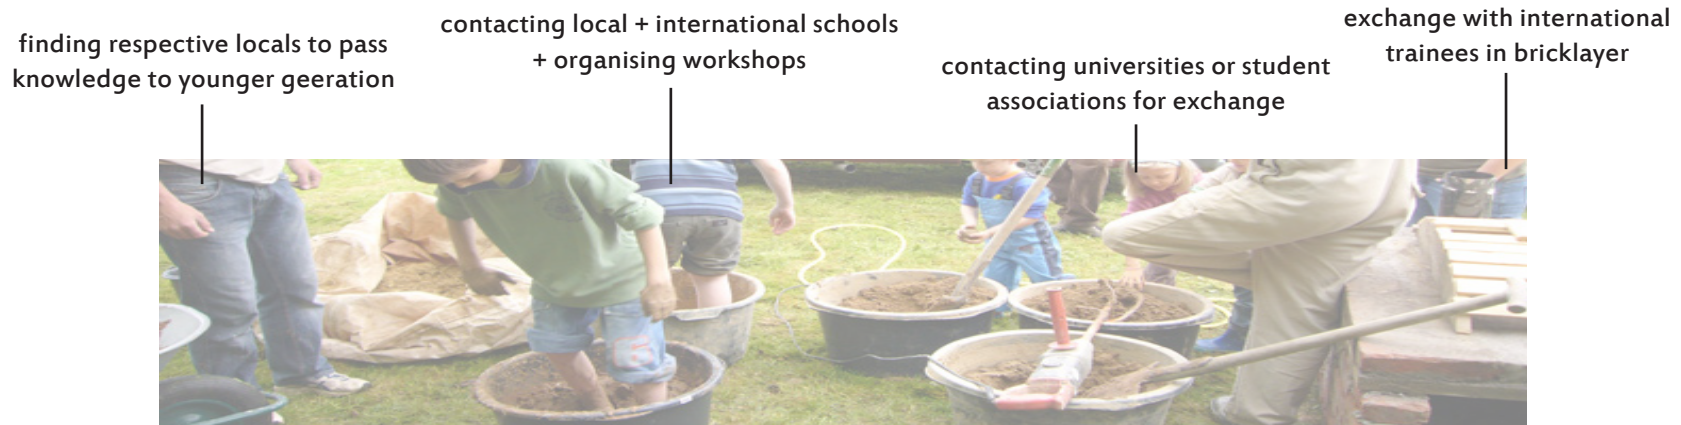 finding respective locals to pass
knowledge to younger geeration
contacting local + international schools
+ organising workshops
contacting universities or student
associations for exchange
exchange with international
trainees in bricklayer